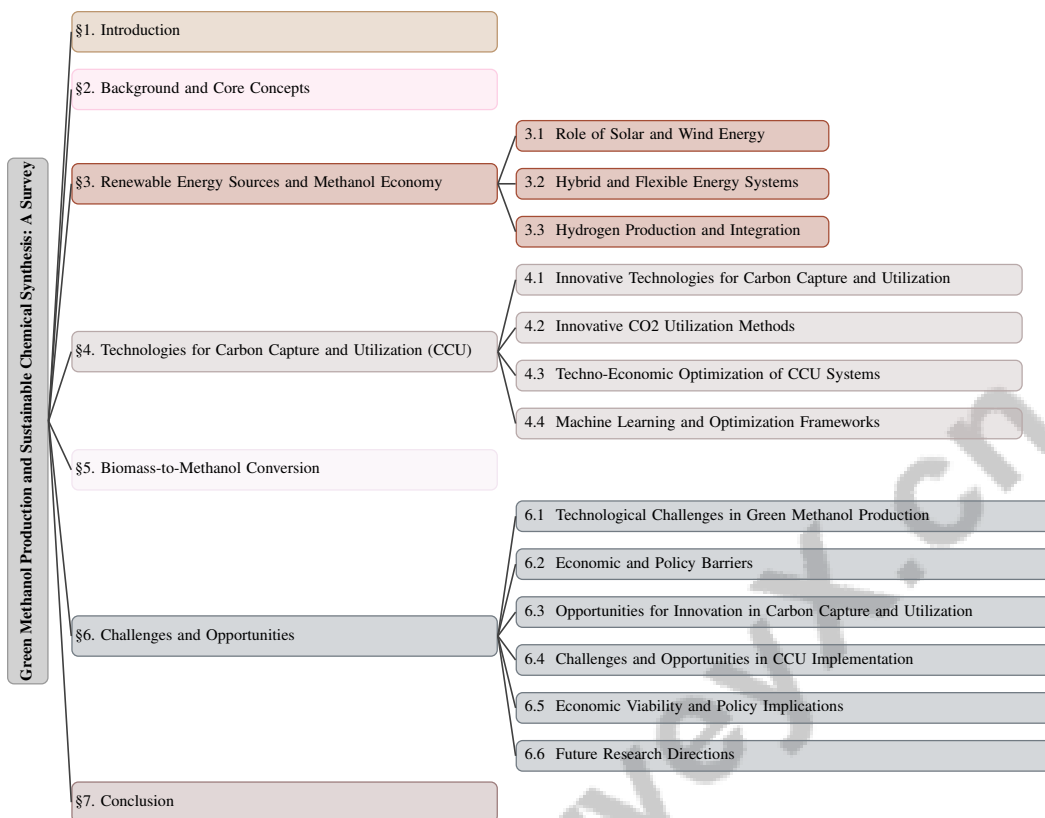 Green Methanol Production and Sustainable Chemical Synthesis: A Survey
§1. Introduction
§2. Background and Core Concepts
§3. Renewable Energy Sources and Methanol Economy
3.1 Role of Solar and Wind Energy
3.2 Hybrid and Flexible Energy Systems
3.3 Hydrogen Production and Integration
§4. Technologies for Carbon Capture and Utilization (CCU)
4.1 Innovative Technologies for Carbon Capture and Utilization
4.2 Innovative CO2 Utilization Methods
4.3 Techno-Economic Optimization of CCU Systems
4.4 Machine Learning and Optimization Frameworks
§5. Biomass-to-Methanol Conversion
§6. Challenges and Opportunities
6.1 Technological Challenges in Green Methanol Production
6.2 Economic and Policy Barriers
6.3 Opportunities for Innovation in Carbon Capture and Utilization
6.4 Challenges and Opportunities in CCU Implementation
6.5 Economic Viability and Policy Implications
6.6 Future Research Directions
§7. Conclusion
veyX.cn